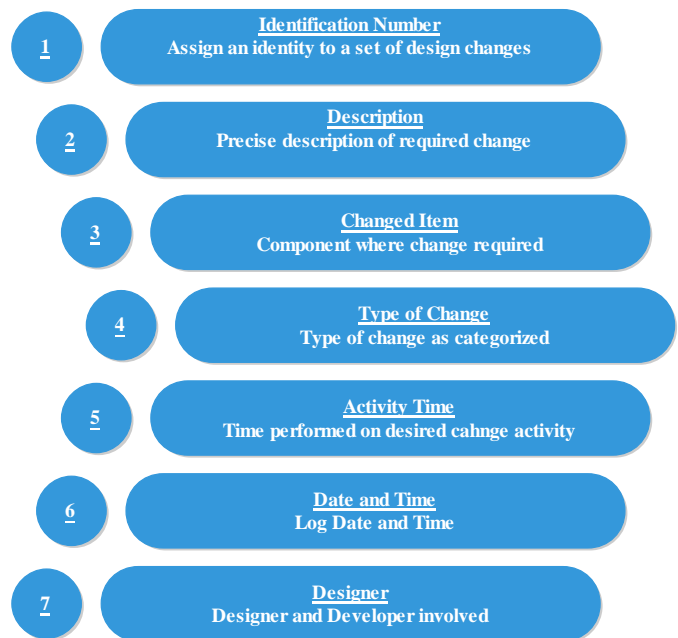 1
Identification Number
Assign an identity to a set of design changes
2
Description
Precise description of required change
3
Changed Item
Component where change required
4
Type of Change
Type of change as categorized
5
Activity Time
Time performed on desired cahnge activity
6
Date and Time
Log Date and Time
7
Designer
Designer and Developer involved